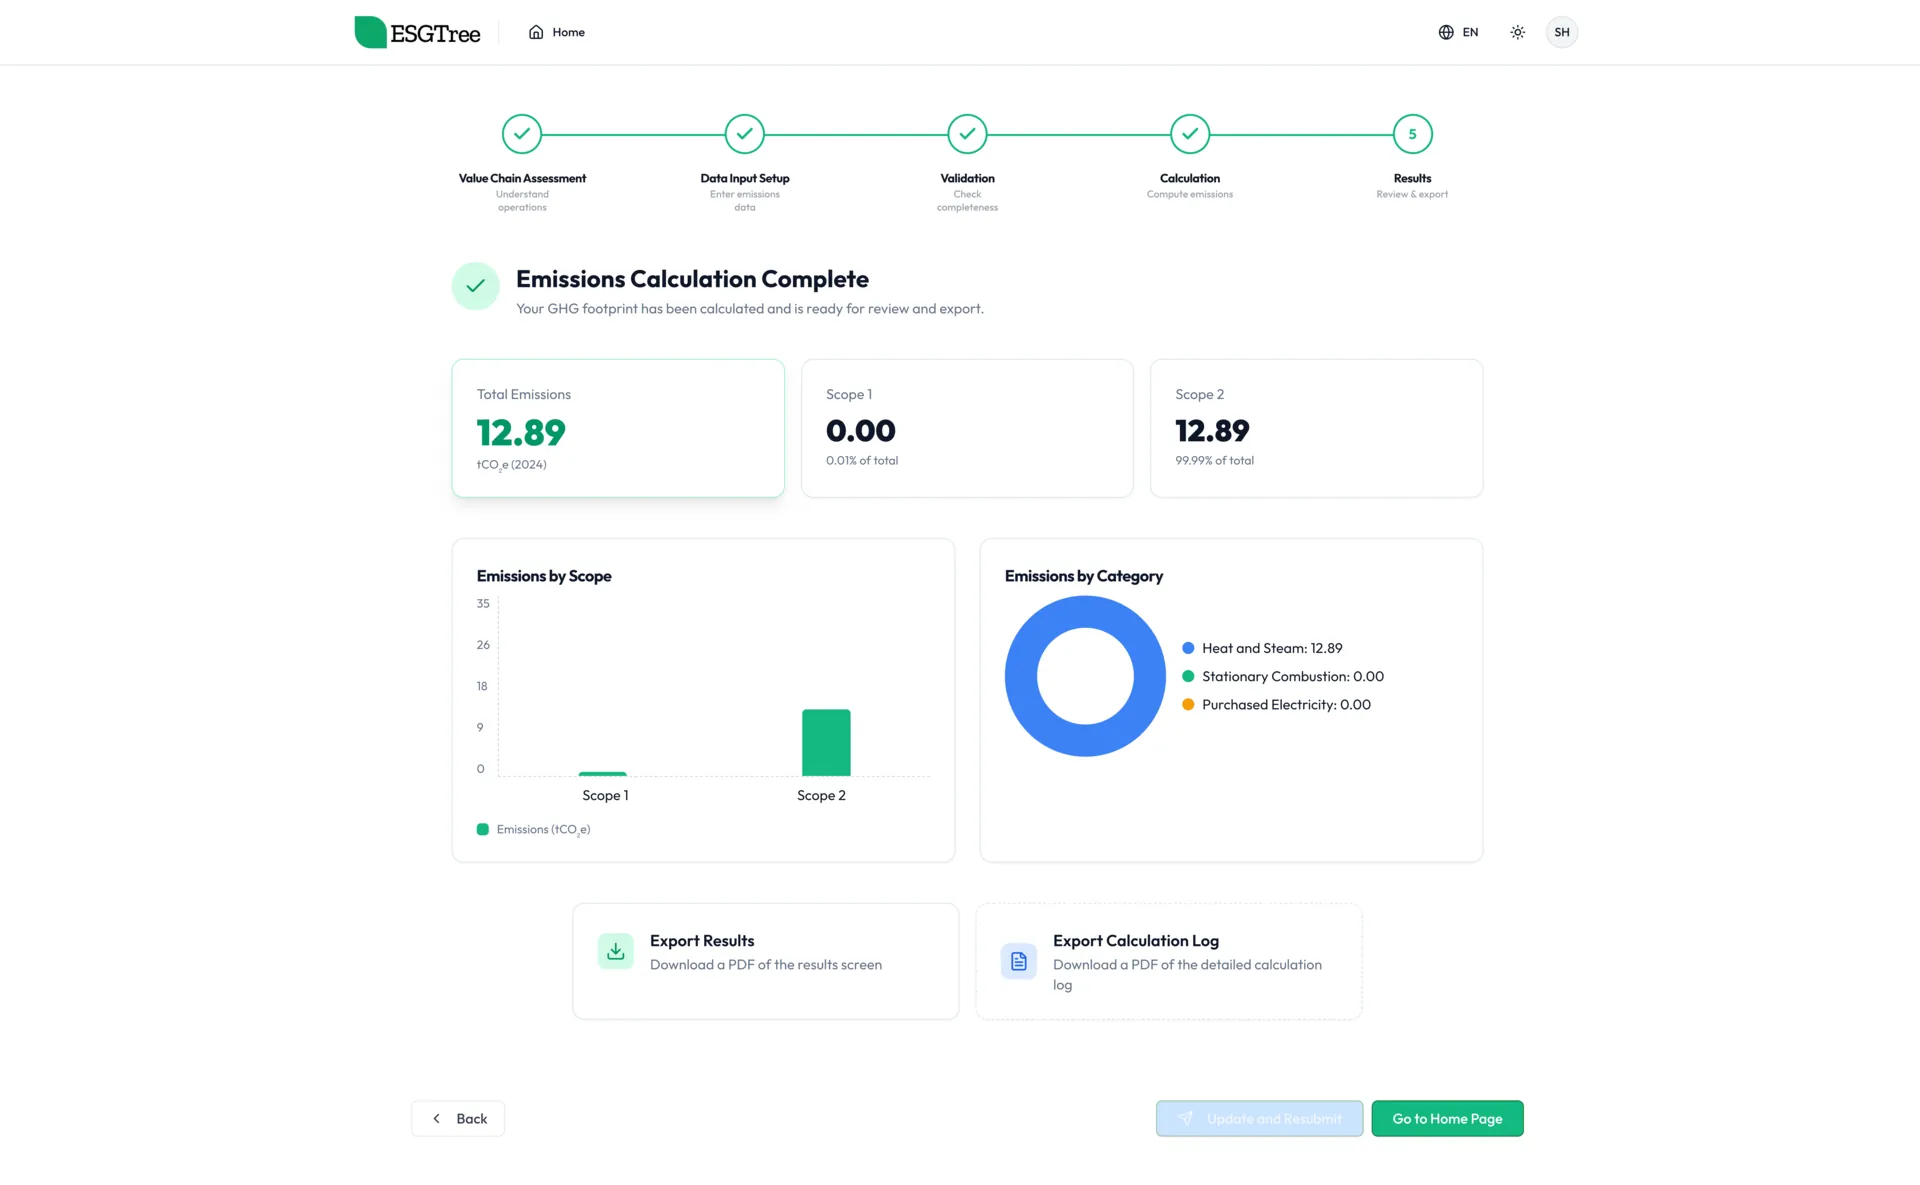 ESGTree
Home
EN
SH
5
Value Chain Assessment
Understand
operations
Data Input Setup
Enter emissions
data
Validation
Check
completeness
Calculation
Compute emissions
Results
Review & export
Emissions Calculation Complete
Your GHG footprint has been calculated and is ready for review and export.
Total Emissions
12.89
tCO₂e (2024)
Scope 1
0.00
0.01% of total
Scope 2
12.89
99.99% of total
Emissions by Scope
35
26
18
9
0
Scope 1
Scope 2
Emissions (tCO₂e)
Emissions by Category
Heat and Steam: 12.89
Stationary Combustion: 0.00
Purchased Electricity: 0.00
Export Results
Download a PDF of the results screen
Export Calculation Log
Download a PDF of the detailed calculation
log
Back
Update and Resubmit
Go to Home Page